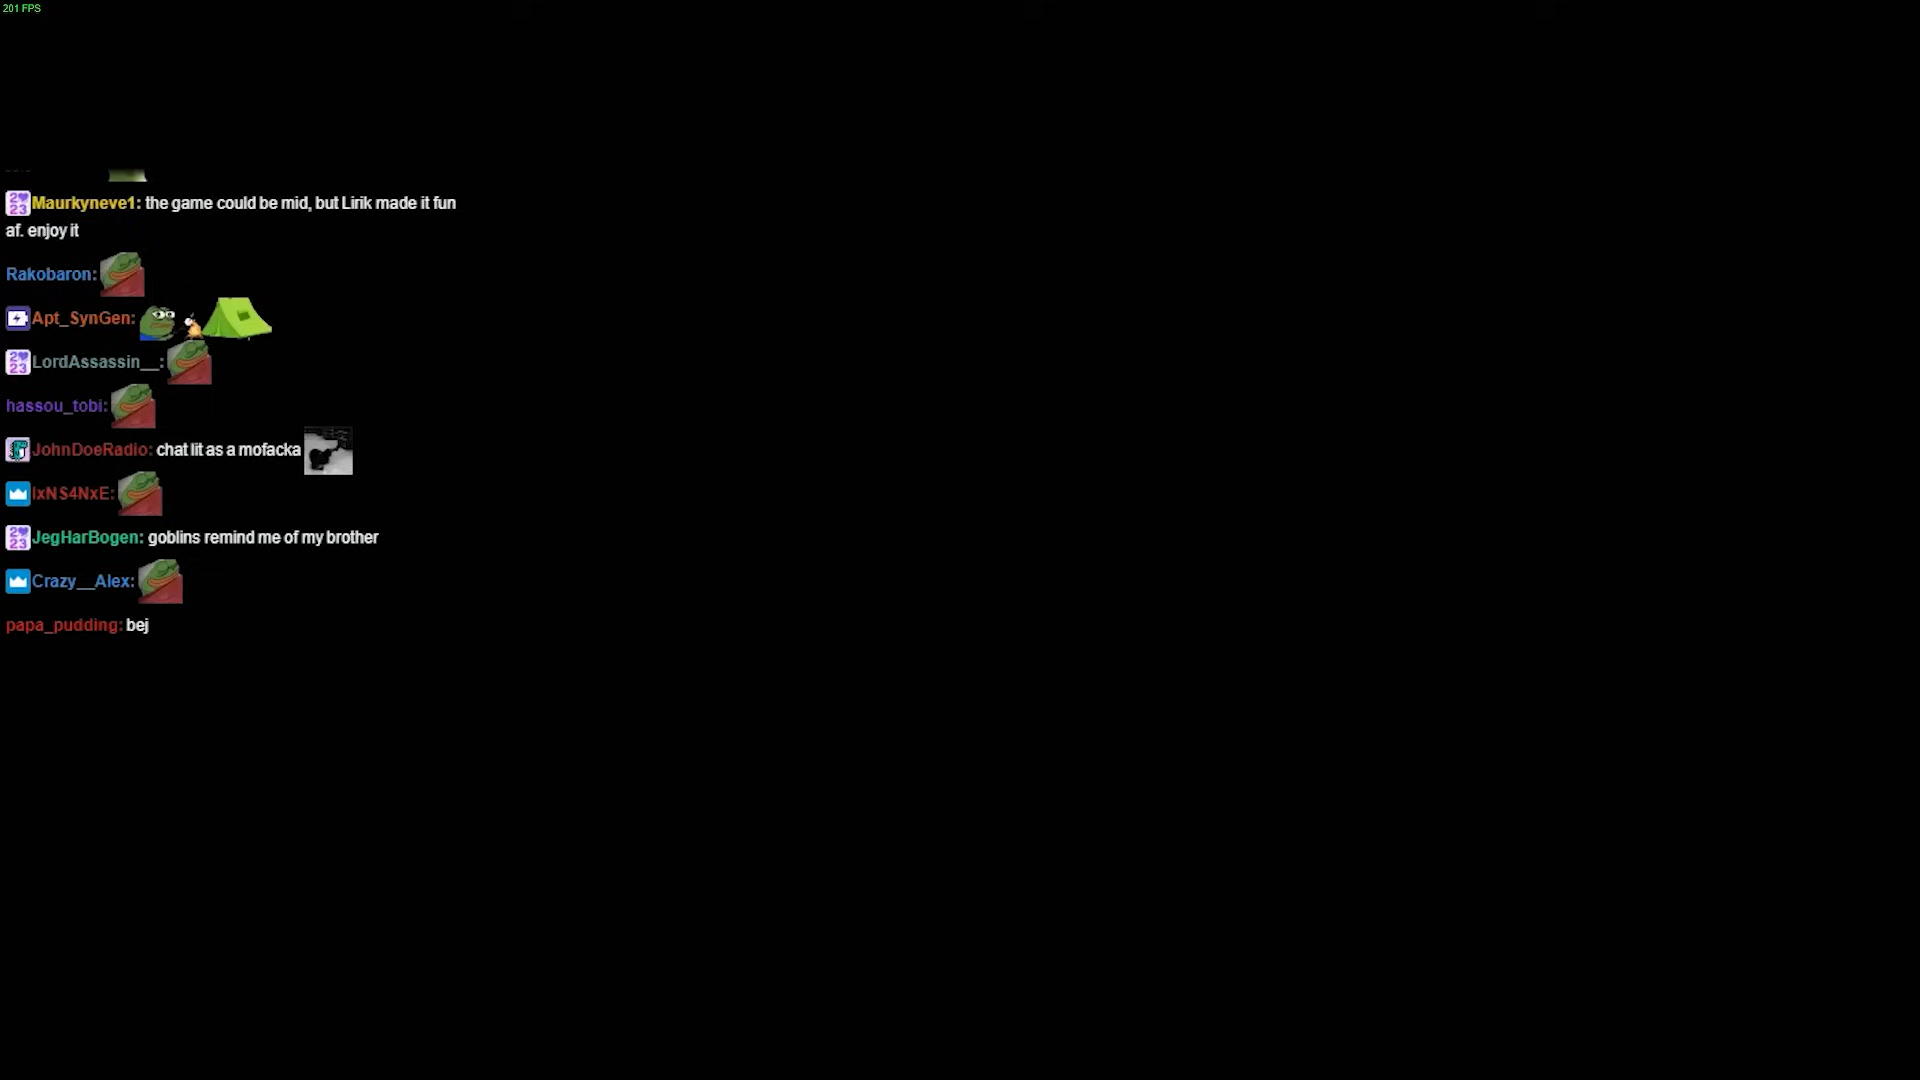 201 FPS
Maurkyneve1: the game could be mid, but Lirik made it fun
af. enjoy it
Rakobaron:
Apt_SynGen:
LordAssassin__:
hassou_tobi:
JohnDoeRadio: chat lit as a mofacka
IxNS4NxE:
JegHarBogen: goblins remind me of my brother
Crazy__Alex:
papa_pudding: bej